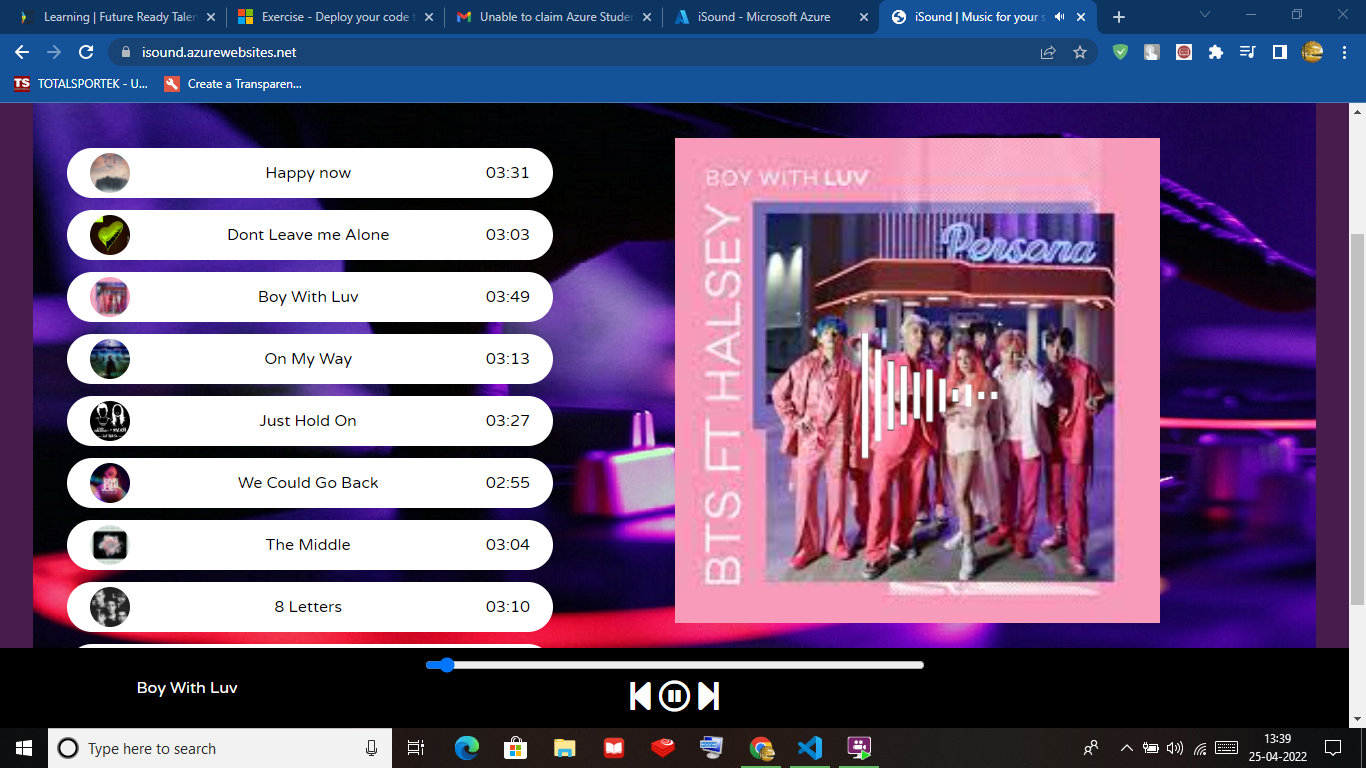 Learning | Future Ready Talen
Exercise - Deploy your code t
Unable to claim Azure Studen
iSound - Microsoft Azure
iSound | Music for your s
isound.azurewebsites.net
TS TOTALSPORTEK - U...
Create a Transparen...
Happy now 03:31
Dont Leave me Alone 03:03
Boy With Luv 03:49
On My Way 03:13
Just Hold On 03:27
We Could Go Back 02:55
The Middle 03:04
8 Letters 03:10
BOY WITH LUV
BTS FT HALSEY
Persona
Boy With Luv
Type here to search
13:39
25-04-2022